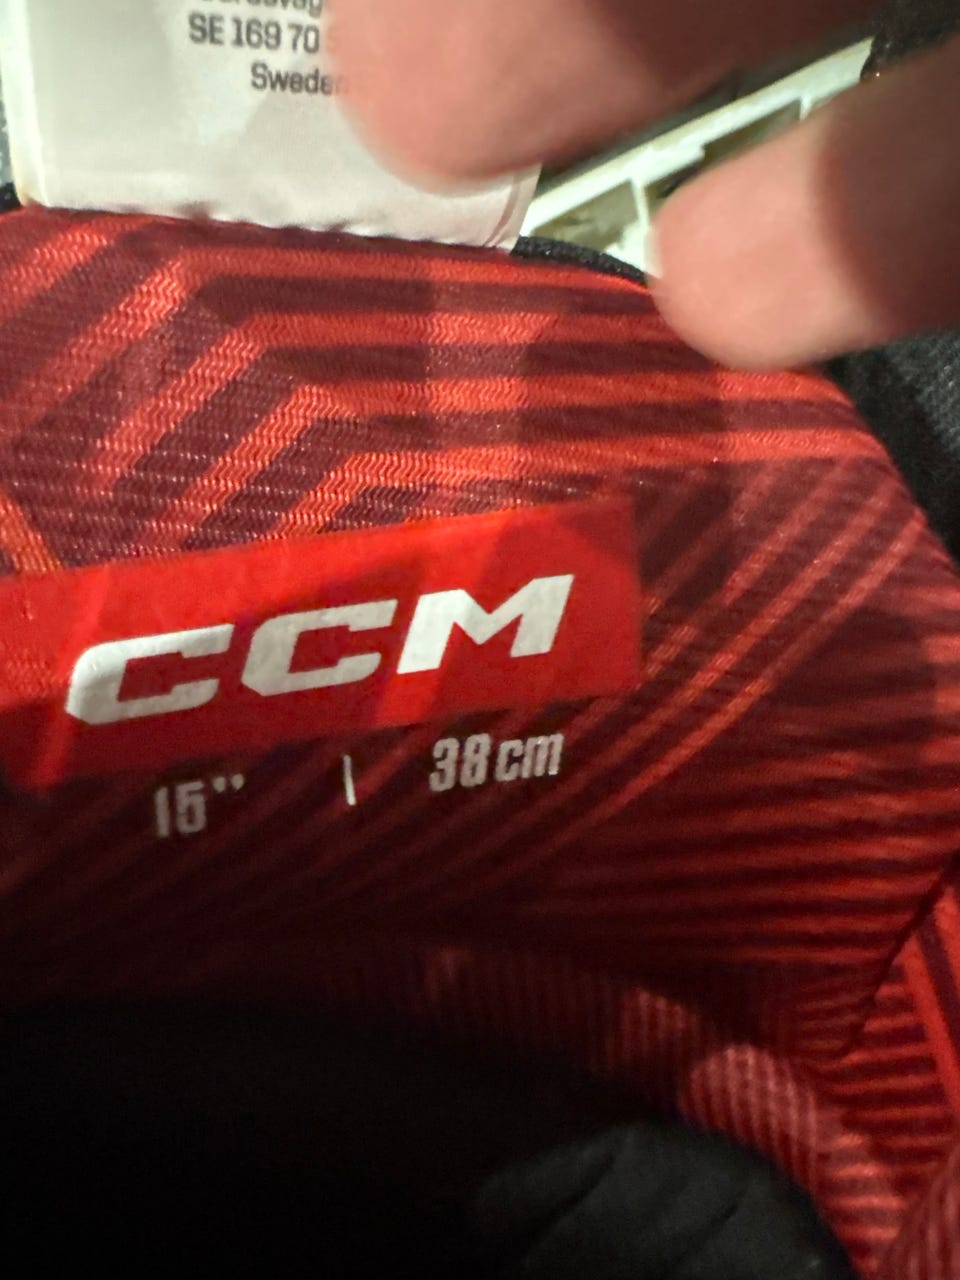 SE 169 70
Sweden
CCM
15" | 38 cm